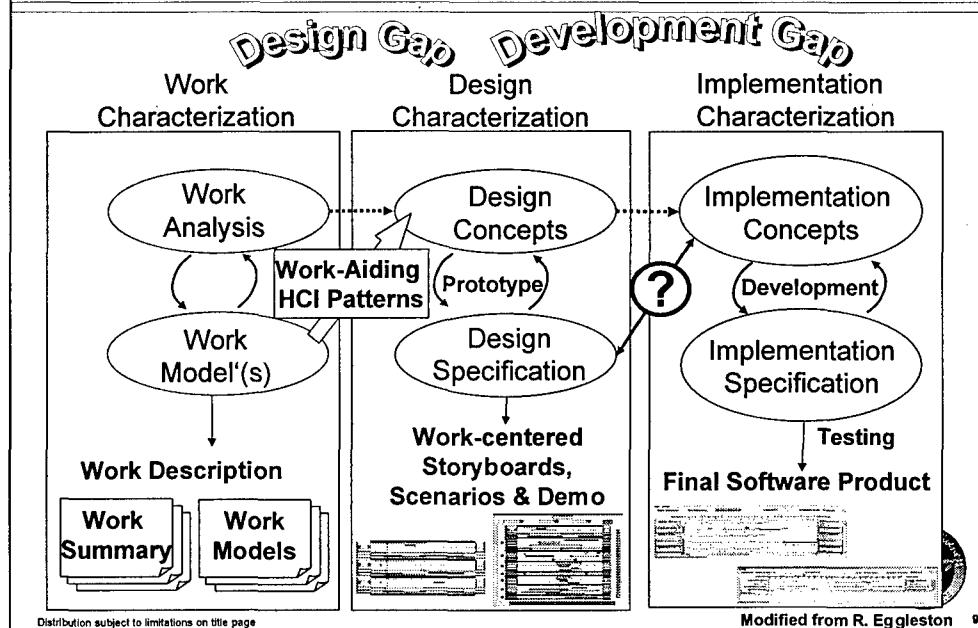 Design Gap Development Gap
Work
Characterization
Design
Characterization
Implementation
Characterization
Work
Analysis
Design
Concepts
Implementation
Concepts
Work-Aiding
HCI Patterns
Prototype
?
Development
Work
Model'(s)
Design
Specification
Implementation
Specification
Testing
Work Description
Work-centered
Storyboards,
Scenarios & Demo
Final Software Product
Work
Summary
Work
Models
Distribution subject to limitations on title page
Modified from R. Eggleston